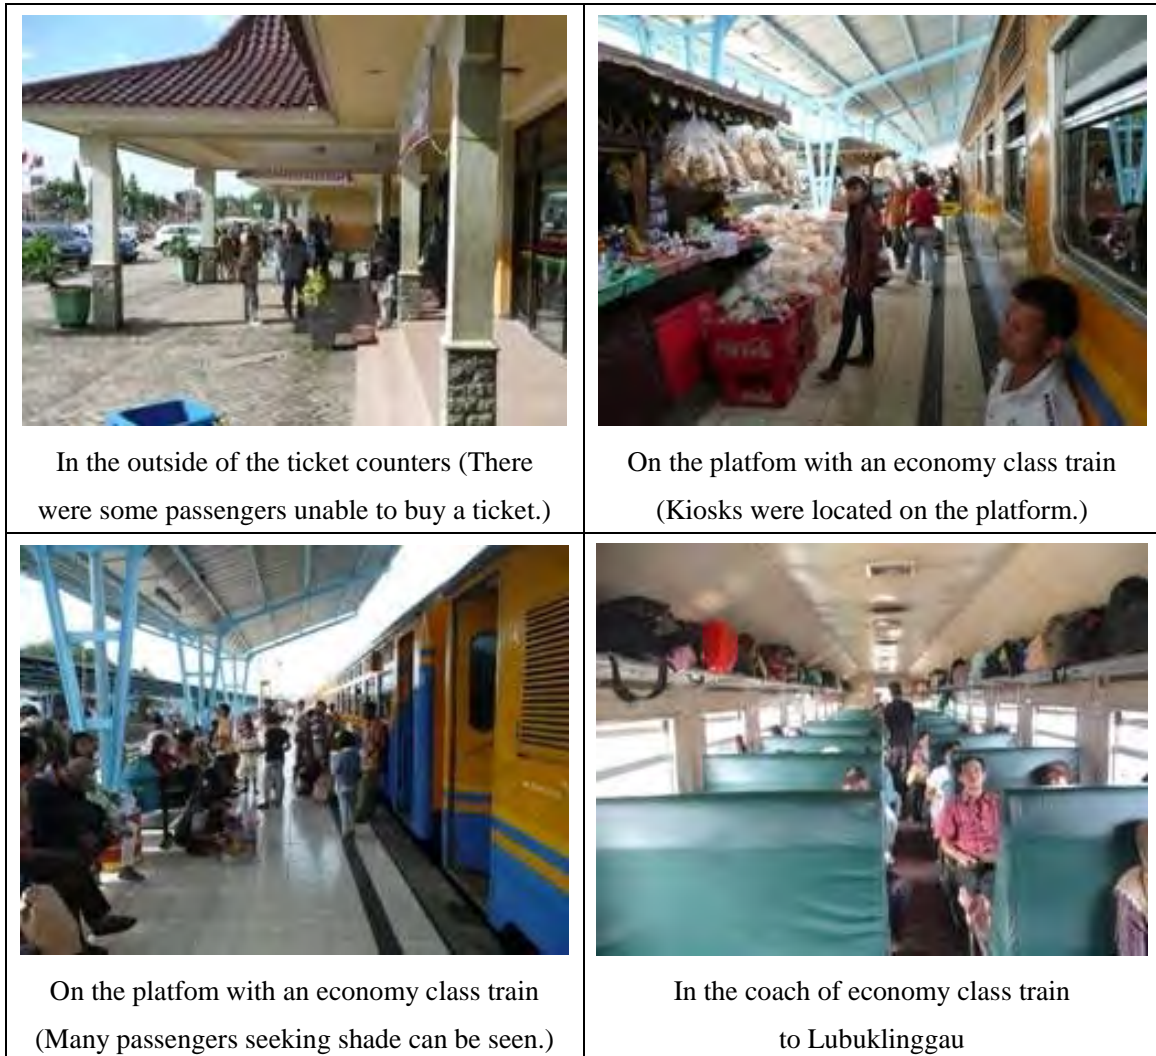 In the outside of the ticket counters (There
were some passengers unable to buy a ticket.)
Coca-Cola
On the platfom with an economy class train
(Kiosks were located on the platform.)
On the platfom with an economy class train
(Many passengers seeking shade can be seen.)
In the coach of economy class train
to Lubuklinggau